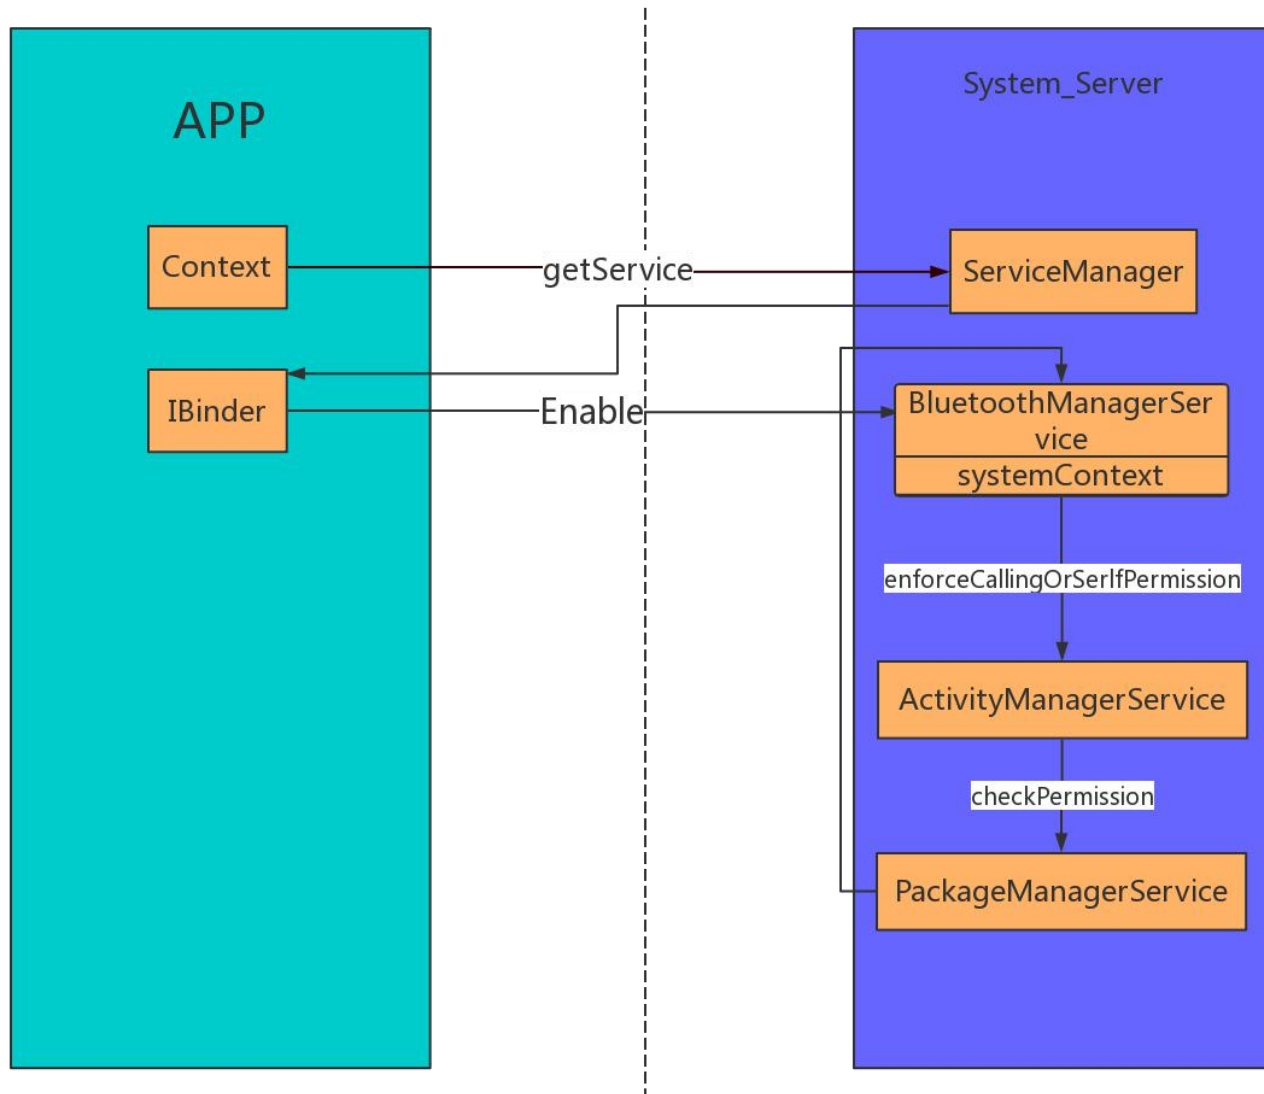 APP
System_Server
Context
getService
ServiceManager
IBinder
Enable
BluetoothManagerSer
vice
systemContext
enforceCallingOrSerlfPermission
ActivityManagerService
checkPermission
PackageManagerService